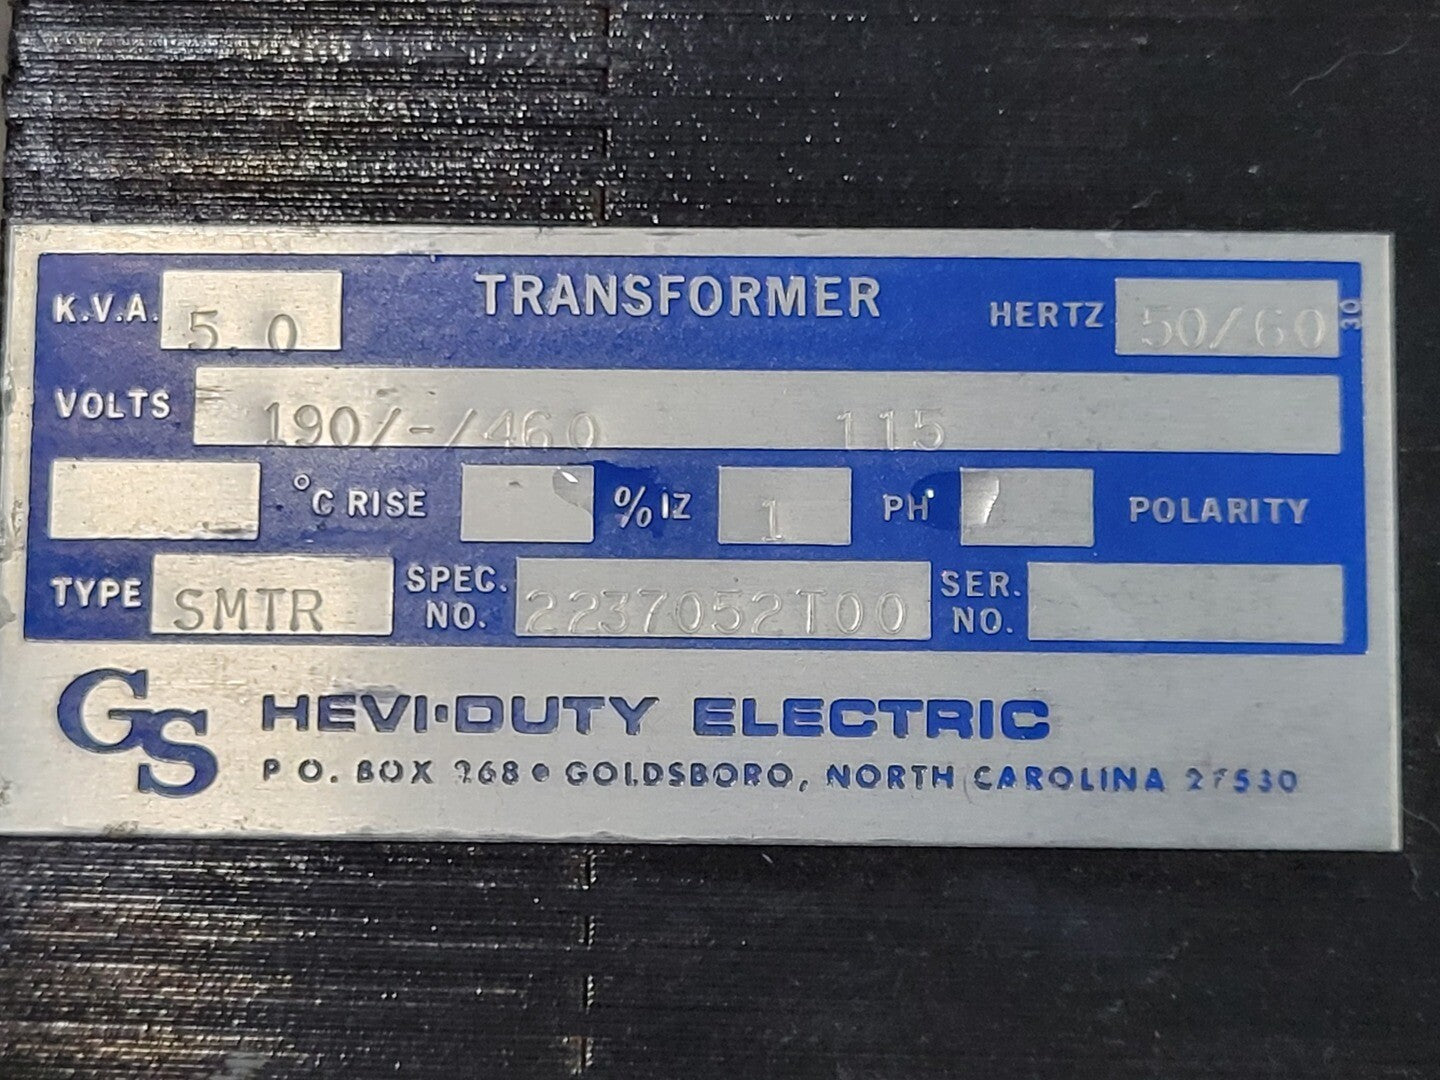 K.V.A. 5.0 TRANSFORMER HERTZ 50/60 30
VOLTS 190/-/460 115
°C RISE %IZ 1 PH POLARITY
TYPE SMTR SPEC. NO. 2237052T00 SER. NO.
GS HEVI-DUTY ELECTRIC
P.O. BOX 268 • GOLDSBORO, NORTH CAROLINA 27530